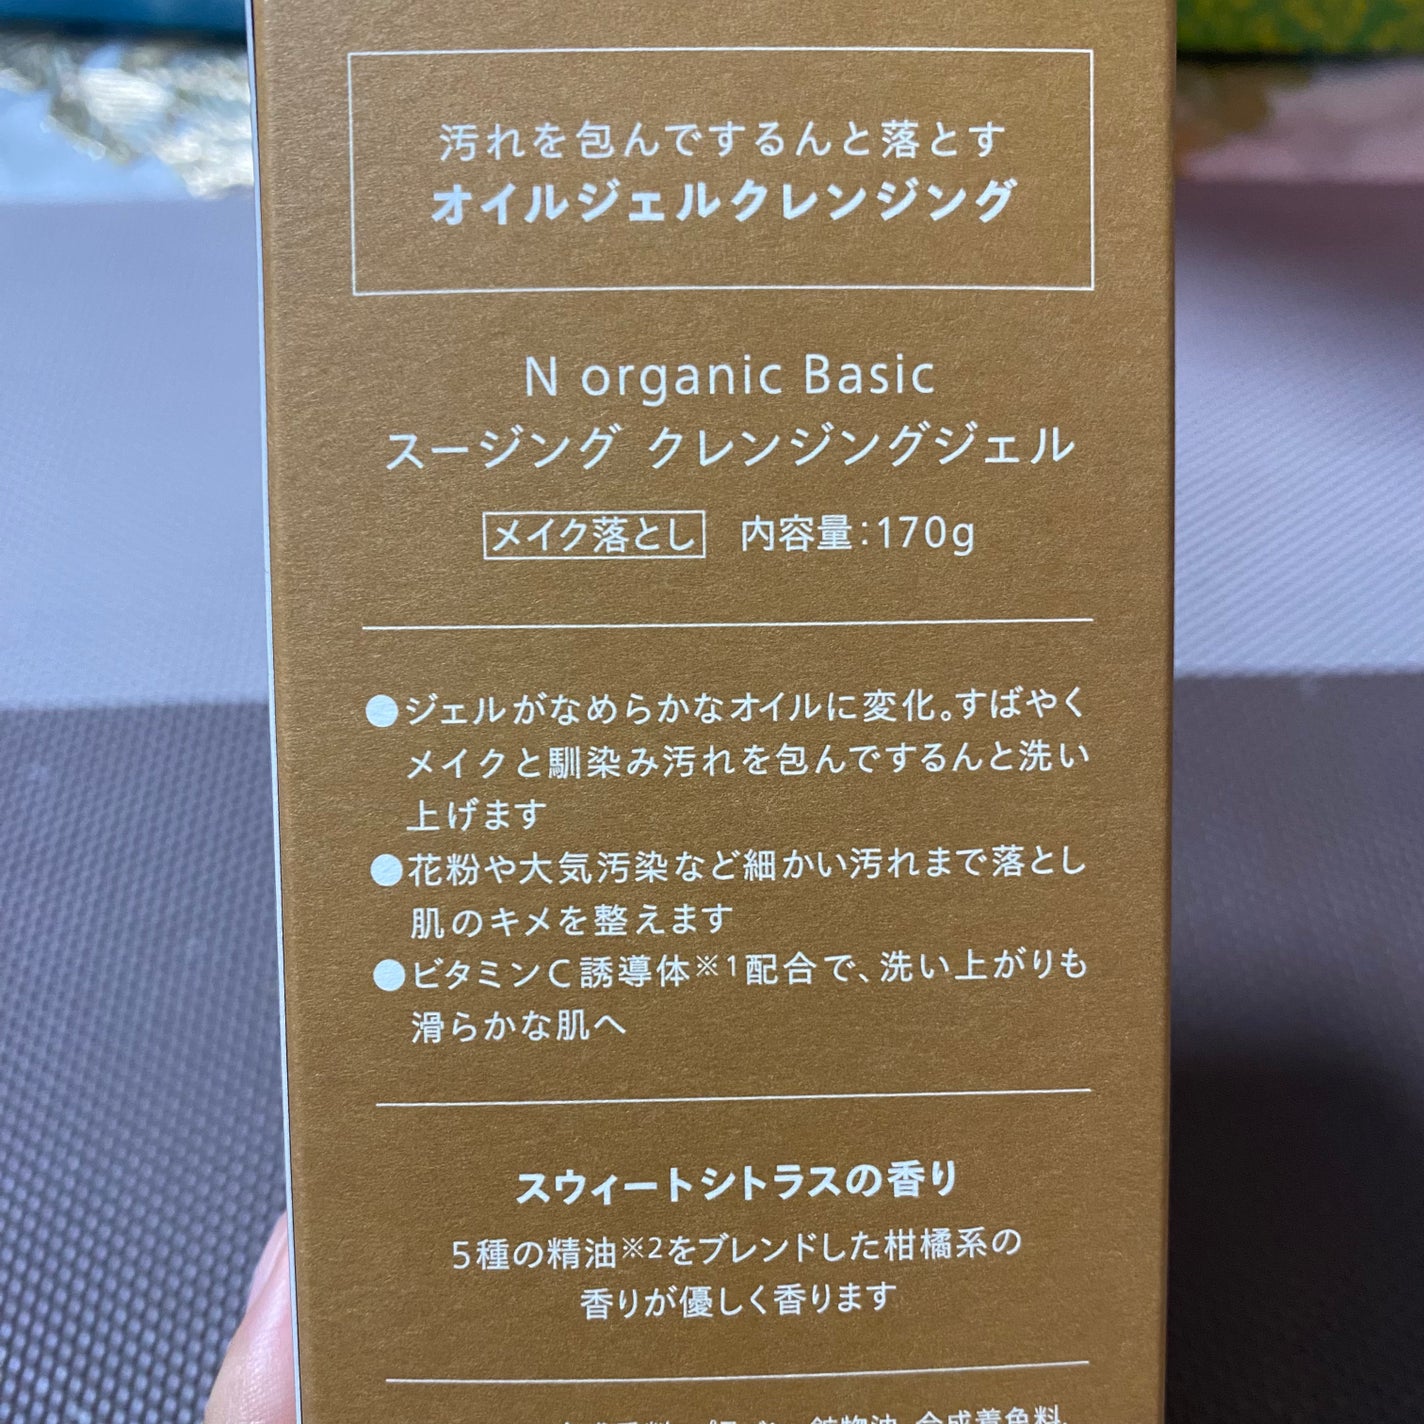 汚れを包んでするんと落とす
オイルジェルクレンジング
N organic Basic
スージング クレンジングジェル
メイク落とし 内容量:170g
●ジェルがなめらかなオイルに変化。すばやく
メイクと馴染み汚れを包んでするんと洗い
上げます
●花粉や大気汚染など細かい汚れまで落とし
肌のキメを整えます
●ビタミンC誘導体※1配合で、洗い上がりも
滑らかな肌へ
スウィートシトラスの香り
5種の精油※2をブレンドした柑橘系の
香りが優しく香ります
鉱物油、合成着色料、